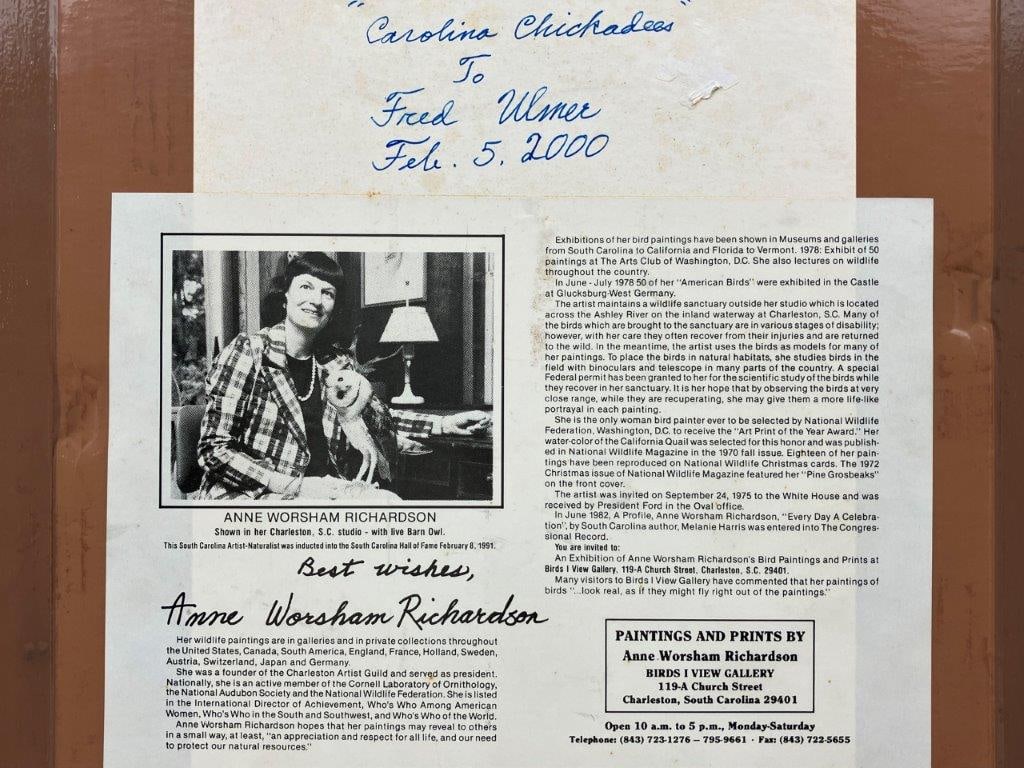 "Carolina Chickadees"
To
Fred Ulmer
Feb. 5, 2000
ANNE WORSHAM RICHARDSON
Shown in her Charleston, S.C. studio - with live Barn Owl.
This South Carolina Artist-Naturalist was inducted into the South Carolina Hall of Fame February 8, 1991.
Best wishes,
Anne Worsham Richardson
Her wildlife paintings are in galleries and in private collections throughout
the United States, Canada, South America, England, France, Holland, Sweden,
Austria, Switzerland, Japan and Germany.
She was a founder of the Charleston Artist Guild and served as president.
Nationally, she is an active member of the Cornell Laboratory of Ornithology,
the National Audubon Society and the National Wildlife Federation. She is listed
in the International Director of Achievement, Who's Who Among American
Women, Who's Who in the South and Southwest, and Who's Who of the World.
Anne Worsham Richardson hopes that her paintings may reveal to others
in a small way, at least, "an appreciation and respect for all life, and our need
to protect our natural resources."
Exhibitions of her bird paintings have been shown in Museums and galleries
from South Carolina to California and Florida to Vermont. 1978: Exhibit of 50
paintings at The Arts Club of Washington, D.C. She also lectures on wildlife
throughout the country.
In June - July 1978 50 of her "American Birds" were exhibited in the Castle
at Glucksburg-West Germany.
The artist maintains a wildlife sanctuary outside her studio which is located
across the Ashley River on the inland waterway at Charleston, S.C. Many of
the birds which are brought to the sanctuary are in various stages of disability;
however, with her care they often recover from their injuries and are returned
to the wild. In the meantime, the artist uses the birds as models for many of
her paintings. To place the birds in natural habitats, she studies birds in the
field with binoculars and telescope in many parts of the country. A special
Federal permit has been granted to her for the scientific study of the birds while
they recover in her sanctuary. It is her hope that by observing the birds at very
close range, while they are recuperating, she may give them a more life-like
portrayal in each painting.
She is the only woman bird painter ever to be selected by National Wildlife
Federation, Washington, D.C. to receive the "Art Print of the Year Award." Her
water-color of the California Quail was selected for this honor and was publish-
ed in National Wildlife Magazine in the 1970 fall issue. Eighteen of her pain-
tings have been reproduced on National Wildlife Christmas cards. The 1972
Christmas issue of National Wildlife Magazine featured her "Pine Grosbeaks"
on the front cover.
The artist was invited on September 24, 1975 to the White House and was
received by President Ford in the Oval office.
In June 1982, A Profile, Anne Worsham Richardson, "Every Day A Celebra-
tion", by South Carolina author, Melanie Harris was entered into The Congres-
sional Record.
You are invited to:
An Exhibition of Anne Worsham Richardson's Bird Paintings and Prints at
Birds I View Gallery, 119-A Church Street, Charleston, S.C. 29401.
Many visitors to Birds I View Gallery have commented that her paintings of
birds "...look real, as if they might fly right out of the paintings."
PAINTINGS AND PRINTS BY
Anne Worsham Richardson
BIRDS I VIEW GALLERY
119-A Church Street
Charleston, South Carolina 29401
Open 10 a.m. to 5 p.m., Monday-Saturday
Telephone: (843) 723-1276 — 795-9661 · Fax: (843) 722-5655